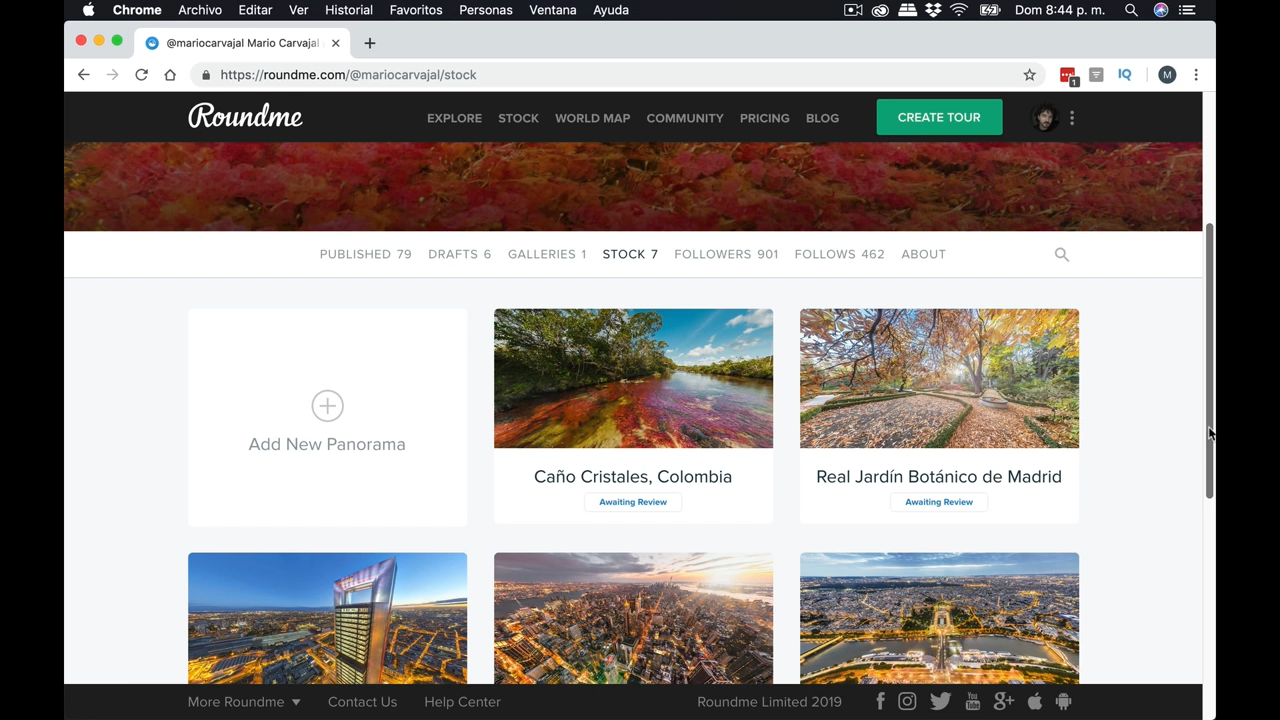 Chrome Archivo Editar Ver Historial Favoritos Personas Ventana Ayuda Dom 8:44 p. m.
@mariocarvajal Mario Carvajal
https://roundme.com/@mariocarvajal/stock
1
IQ
M
Roundme EXPLORE STOCK WORLD MAP COMMUNITY PRICING BLOG CREATE TOUR
PUBLISHED 79 DRAFTS 6 GALLERIES 1 STOCK 7 FOLLOWERS 901 FOLLOWS 462 ABOUT
Add New Panorama
Caño Cristales, Colombia
Awaiting Review
Real Jardín Botánico de Madrid
Awaiting Review
More Roundme Contact Us Help Center Roundme Limited 2019 You Tube